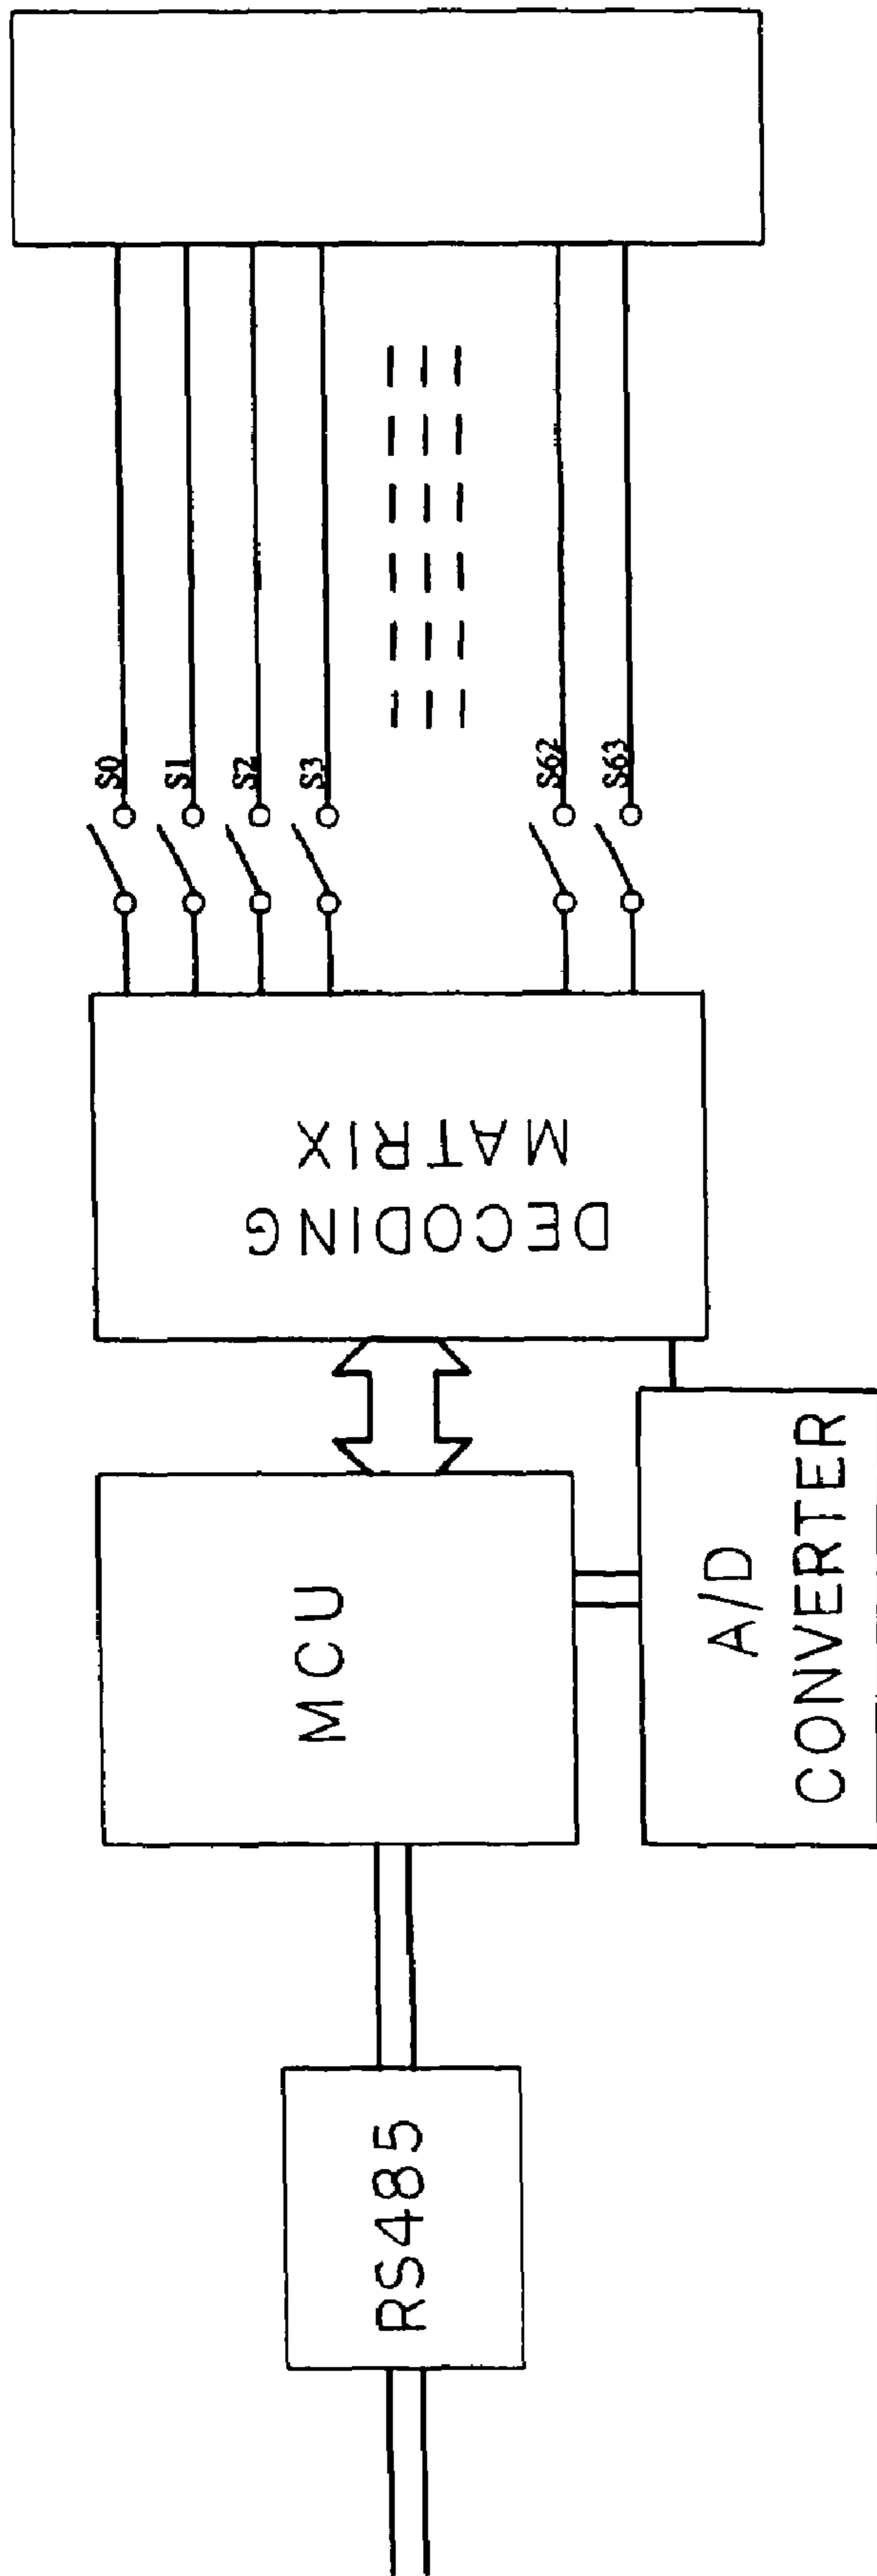 S0
S1
S2
S3
S62
S63
DECODING
MATRIX
MCU
A/D
CONVERTER
RS485